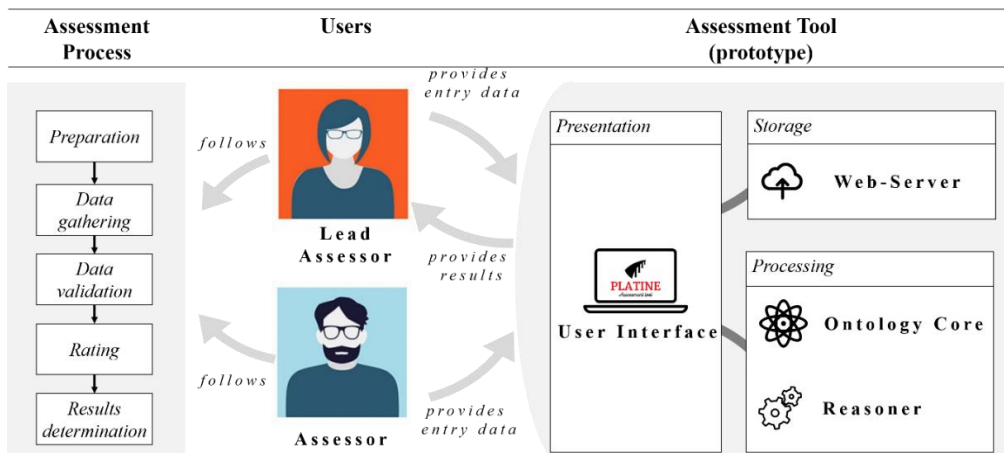 Assessment
Process
Users
Assessment Tool
(prototype)
Preparation
Data
gathering
Data
validation
Rating
Results
determination
follows
follows
Lead
Assessor
Assessor
provides
entry data
provides
results
provides
entry data
Presentation
PLATINE
Assessment tool
User Interface
Storage
Web-Server
Processing
Ontology Core
Reasoner